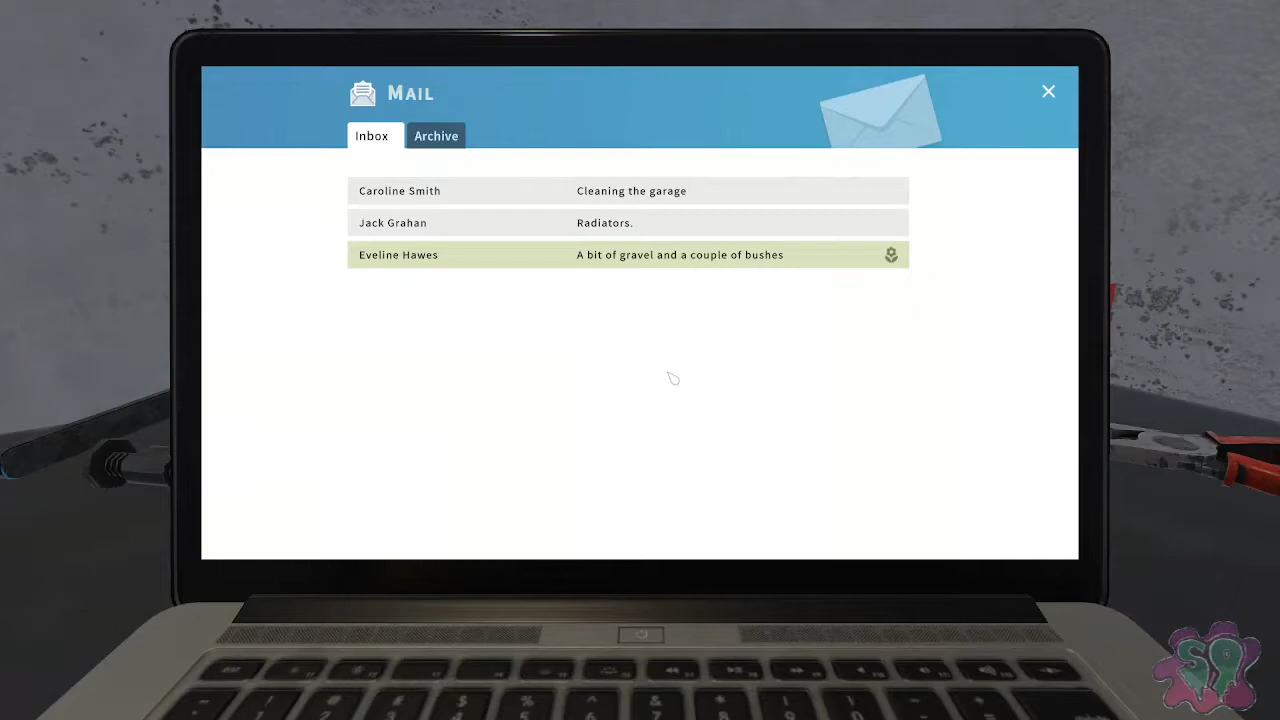 MAIL
Inbox Archive
Caroline Smith Cleaning the garage
Jack Grahan Radiators.
Eveline Hawes A bit of gravel and a couple of bushes
S9